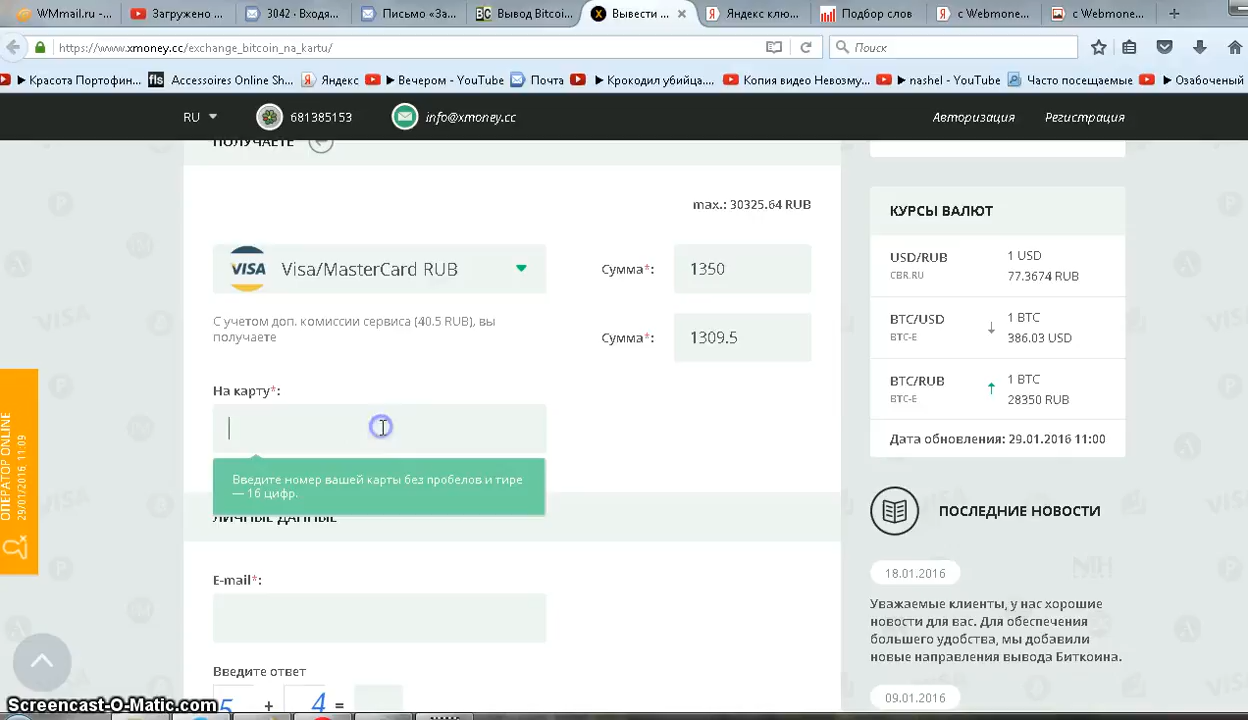 WMmail.ru - ...
Загружено ...
3042 · Входя...
Письмо «За...
Вывод Bitcoi...
Вывести ...
Яндекс клю...
Подбор слов
с Webmone...
с Webmone...
https://www.xmoney.cc/exchange_bitcoin_na_kartu/
Поиск
Красота Портофин...
fls Accessoires Online Sh...
Яндекс
Вечером - YouTube
Почта
Крокодил убийца....
Копия видео Невозму...
nashel - YouTube
Часто посещаемые
Озабоченый
RU
681385153
info@xmoney.cc
Авторизация
Регистрация
ПОЛУЧАЕТЕ
max.: 30325.64 RUB
VISA Visa/MasterCard RUB
Сумма*: 1350
С учетом доп. комиссии сервиса (40.5 RUB), вы
получаете
Сумма*: 1309.5
На карту*:
Введите номер вашей карты без пробелов и тире
— 16 цифр.
ЛИЧНЫЕ ДАННЫЕ
E-mail*:
Введите ответ
5 + 4 =
КУРСЫ ВАЛЮТ
USD/RUB 1 USD
CBR.RU 77.3674 RUB
BTC/USD 1 BTC
BTC-E 386.03 USD
BTC/RUB 1 BTC
BTC-E 28350 RUB
Дата обновления: 29.01.2016 11:00
ПОСЛЕДНИЕ НОВОСТИ
18.01.2016
Уважаемые клиенты, у нас хорошие
новости для вас. Для обеспечения
большего удобства, мы добавили
новые направления вывода Биткоина.
09.01.2016
ОПЕРАТОР ONLINE
29/01/2016 11:09
Screencast-O-Matic.com